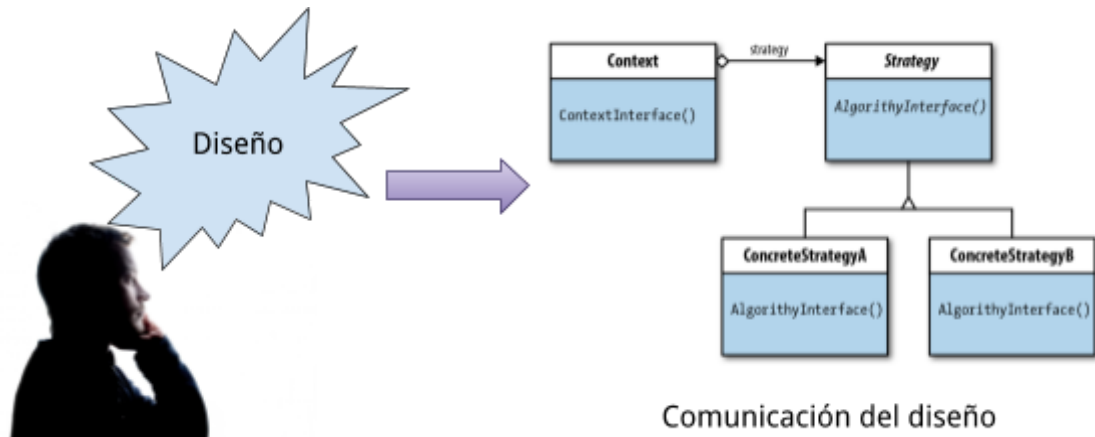 Diseño
Context
strategy
Strategy
ContextInterface()
AlgorithyInterface()
ConcreteStrategyA
ConcreteStrategyB
AlgorithyInterface()
AlgorithyInterface()
Comunicación del diseño